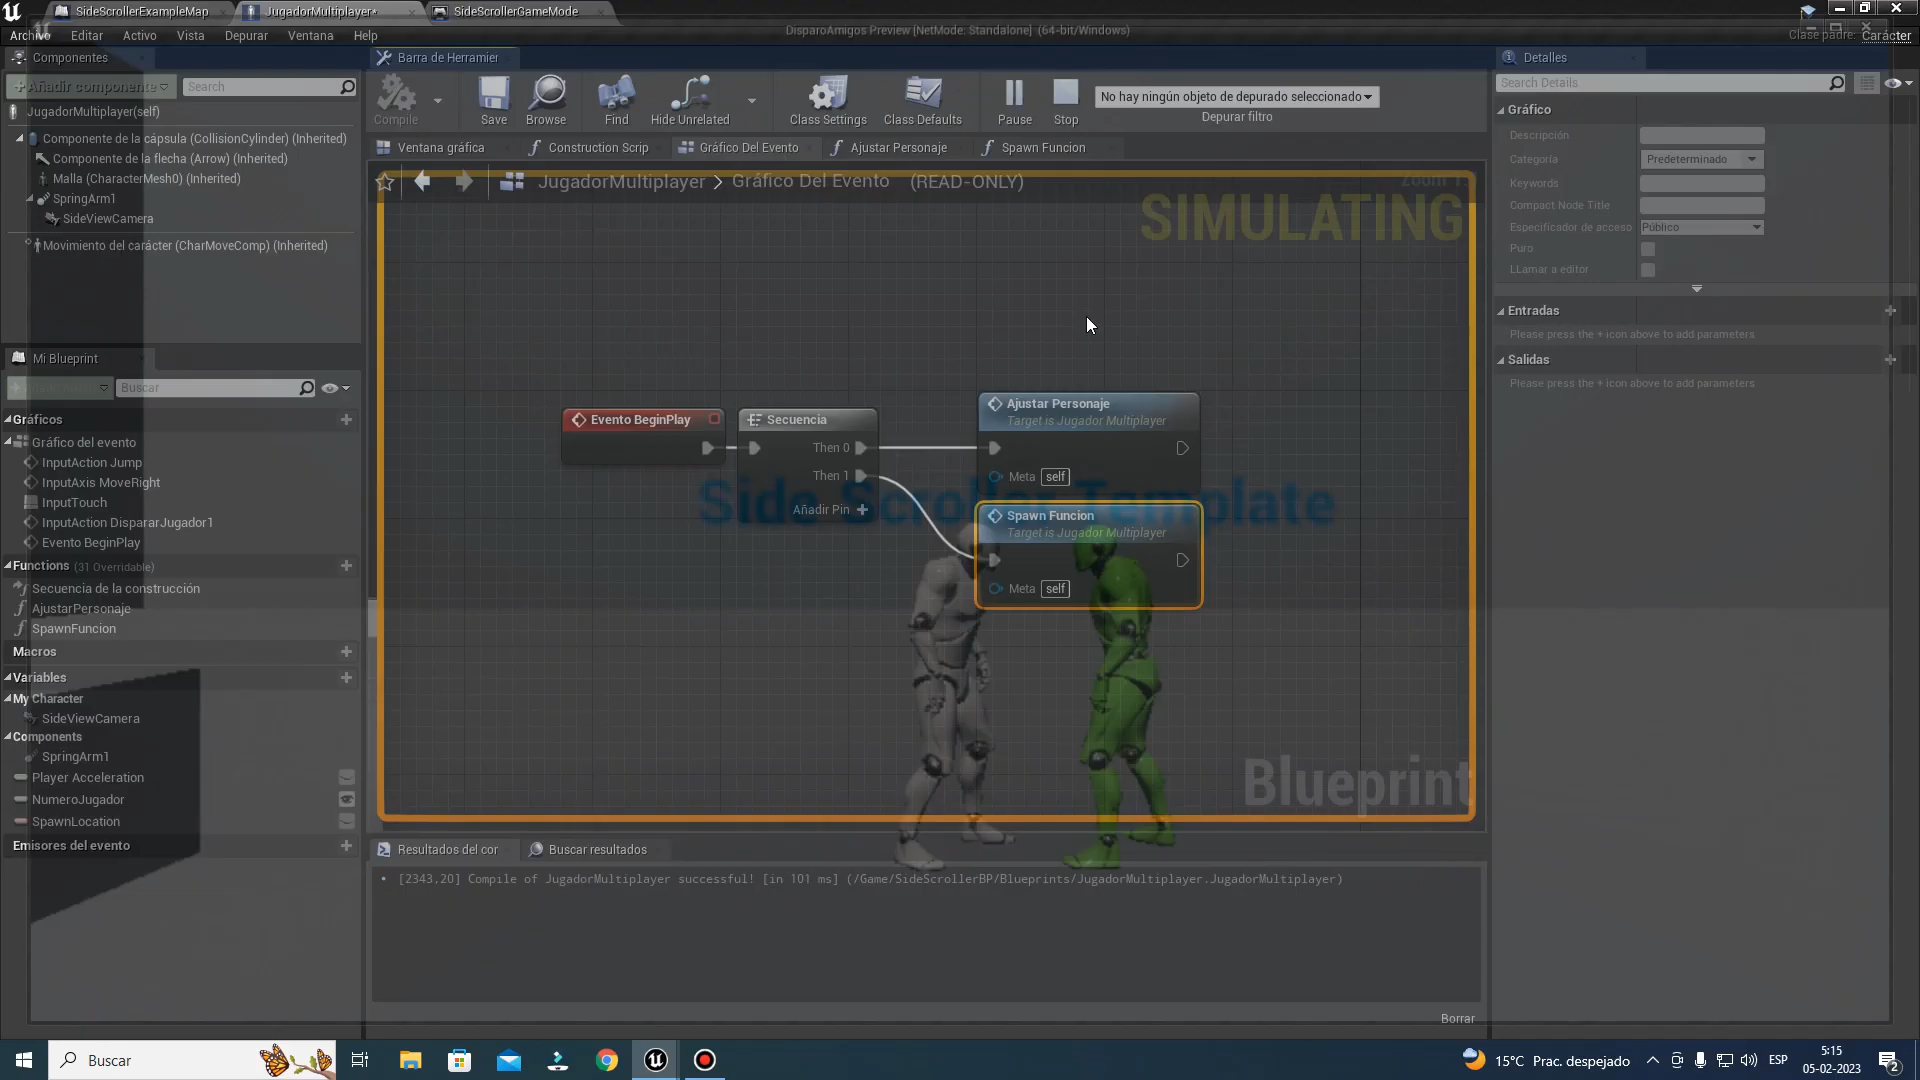 SideScrollerExampleMap
JugadorMultiplayer*
SideScrollerGameMode
Archivo
Editar
Activo
Vista
Depurar
Ventana
Help
DisparoAmigos Preview [NetMode: Standalone] (64-bit/Windows)
Clase padre: Carácter
Componentes
Barra de Herramier
Detalles
Añadir componente
Search
JugadorMultiplayer(self)
Componente de la cápsula (CollisionCylinder) (Inherited)
Componente de la flecha (Arrow) (Inherited)
Malla (CharacterMesh0) (Inherited)
SpringArm1
SideViewCamera
Movimiento del carácter (CharMoveComp) (Inherited)
Compile
Save
Browse
Find
Hide Unrelated
Class Settings
Class Defaults
Pause
Stop
No hay ningún objeto de depurado seleccionado
Depurar filtro
Ventana gráfica
Construction Scrip
Gráfico Del Evento
Ajustar Personaje
Spawn Funcion
JugadorMultiplayer > Gráfico Del Evento (READ-ONLY)
SIMULATING
Evento BeginPlay
Secuencia
Then 0
Then 1
Añadir Pin
Ajustar Personaje
Target is Jugador Multiplayer
Meta self
Side Scroller Template
Spawn Funcion
Target is Jugador Multiplayer
Meta self
Blueprint
Mi Blueprint
Buscar
Gráficos
Gráfico del evento
InputAction Jump
InputAxis MoveRight
InputTouch
InputAction DispararJugador1
Evento BeginPlay
Functions (31 Overridable)
Secuencia de la construcción
AjustarPersonaje
SpawnFuncion
Macros
Variables
My Character
SideViewCamera
Components
SpringArm1
Player Acceleration
NumeroJugador
SpawnLocation
Emisores del evento
Search Details
Gráfico
Descripción
Categoría
Predeterminado
Keywords
Compact Node Title
Especificador de acceso
Público
Puro
LLamar a editor
Entradas
Please press the + icon above to add parameters
Salidas
Please press the + icon above to add parameters
Resultados del cor
Buscar resultados
[2343.20] Compile of JugadorMultiplayer successful! [in 101 ms] (/Game/SideScrollerBP/Blueprints/JugadorMultiplayer.JugadorMultiplayer)
Borrar
Buscar
15°C Prac. despejado
ESP
5:15
05-02-2023
2